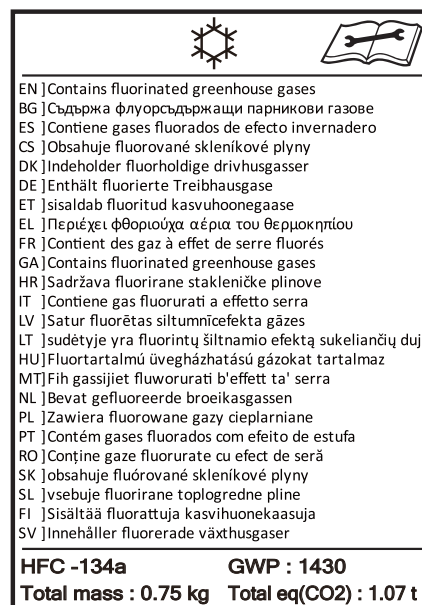 EN ]Contains fluorinated greenhouse gases
BG ]Съдържа флуорсъдържащи парникови газове
ES ]Contiene gases fluorados de efecto invernadero
CS ]Obsahuje fluorované skleníkové plyny
DK ]Indeholder fluorholdige drivhusgasser
DE ]Enthält fluorierte Treibhausgase
ET ]sisaldab fluoritud kasvuhoonegaase
EL ]Περιέχει φθοριούχα αέρια του θερμοκηπίου
FR ]Contient des gaz à effet de serre fluorés
GA ]Contains fluorinated greenhouse gases
HR ]Sadržava fluorirane stakleničke plinove
IT ]Contiene gas fluorurati a effetto serra
LV ]Satur fluorētas siltumnīcefekta gāzes
LT ]sudėtyje yra fluorintų šiltnamio efektą sukeliančių duj
HU]Fluortartalmú üvegházhatású gázokat tartalmaz
MT]Fih gassijiet fluworurati b'effett ta' serra
NL ]Bevat gefluoreerde broeikasgassen
PL ]Zawiera fluorowane gazy cieplarniane
PT ]Contém gases fluorados com efeito de estufa
RO ]Conține gaze fluorurate cu efect de seră
SK ]obsahuje fluórované skleníkové plyny
SL ]vsebuje fluorirane toplogredne pline
FI ]Sisältää fluorattuja kasvihuonekaasuja
SV ]Innehåller fluorerade växthusgaser
HFC -134a GWP : 1430
Total mass : 0.75 kg Total eq(CO2) : 1.07 t